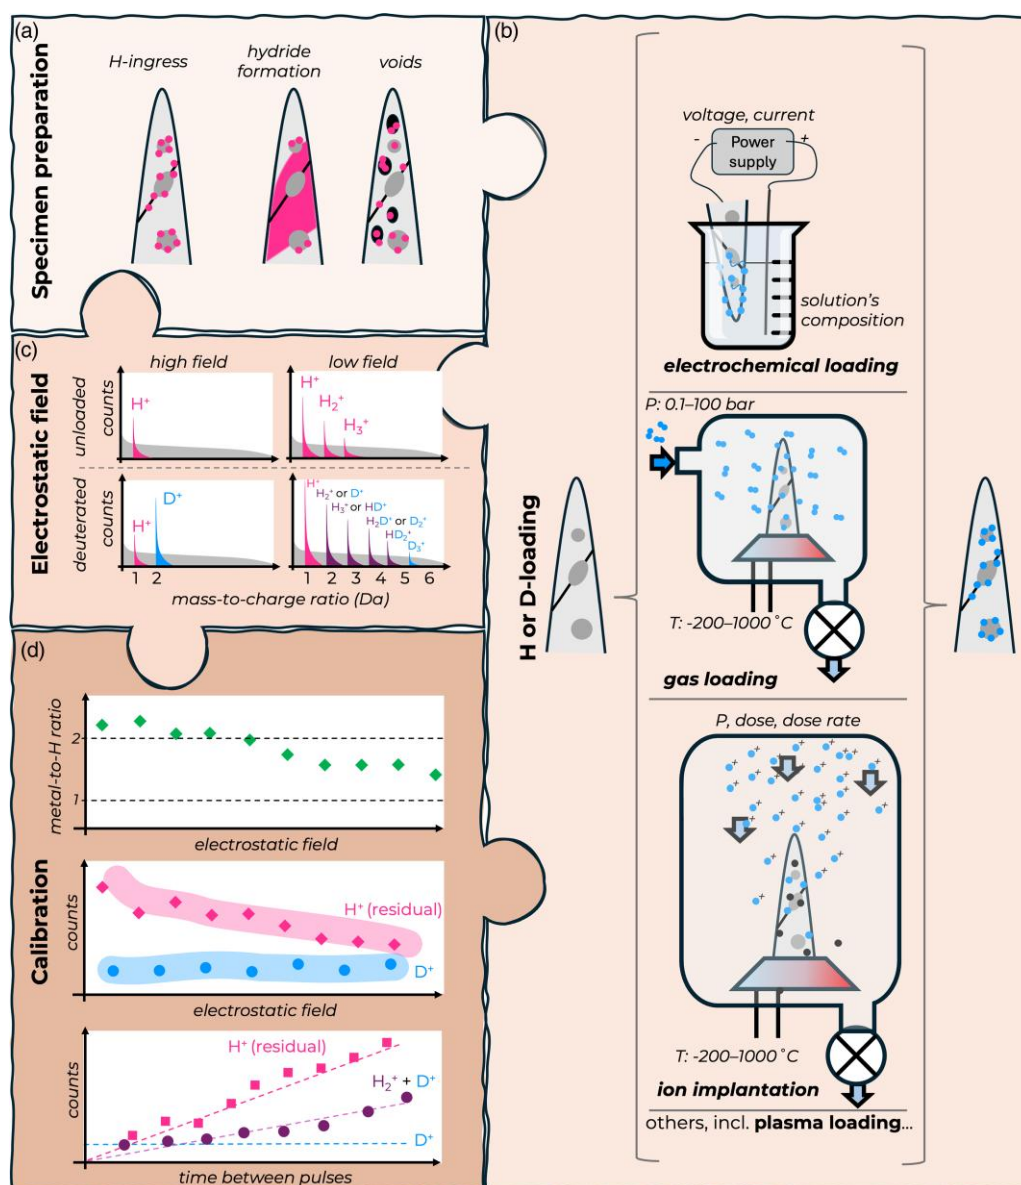 (a)
Specimen preparation
H-ingress
hydride
formation
voids
(b)
H or D-loading
voltage, current
-
+
Power
supply
solution's
composition
electrochemical loading
P: 0.1–100 bar
T: -200–1000˚C
gas loading
P, dose, dose rate
T: -200–1000˚C
ion implantation
others, incl. plasma loading...
(c)
Electrostatic field
high field
low field
unloaded
counts
H⁺
H⁺
H₂⁺
H₃⁺
deuterated
counts
H⁺
D⁺
1 2
H⁺
H₂⁺ or D⁺
H₃⁺ or HD⁺
H₂D⁺ or D₂⁺
HD₂⁺
D₃⁺
1 2 3 4 5 6
mass-to-charge ratio (Da)
(d)
Calibration
metal-to-H ratio
2
1
electrostatic field
counts
H⁺ (residual)
D⁺
electrostatic field
counts
H⁺ (residual)
H₂⁺ + D⁺
D⁺
time between pulses